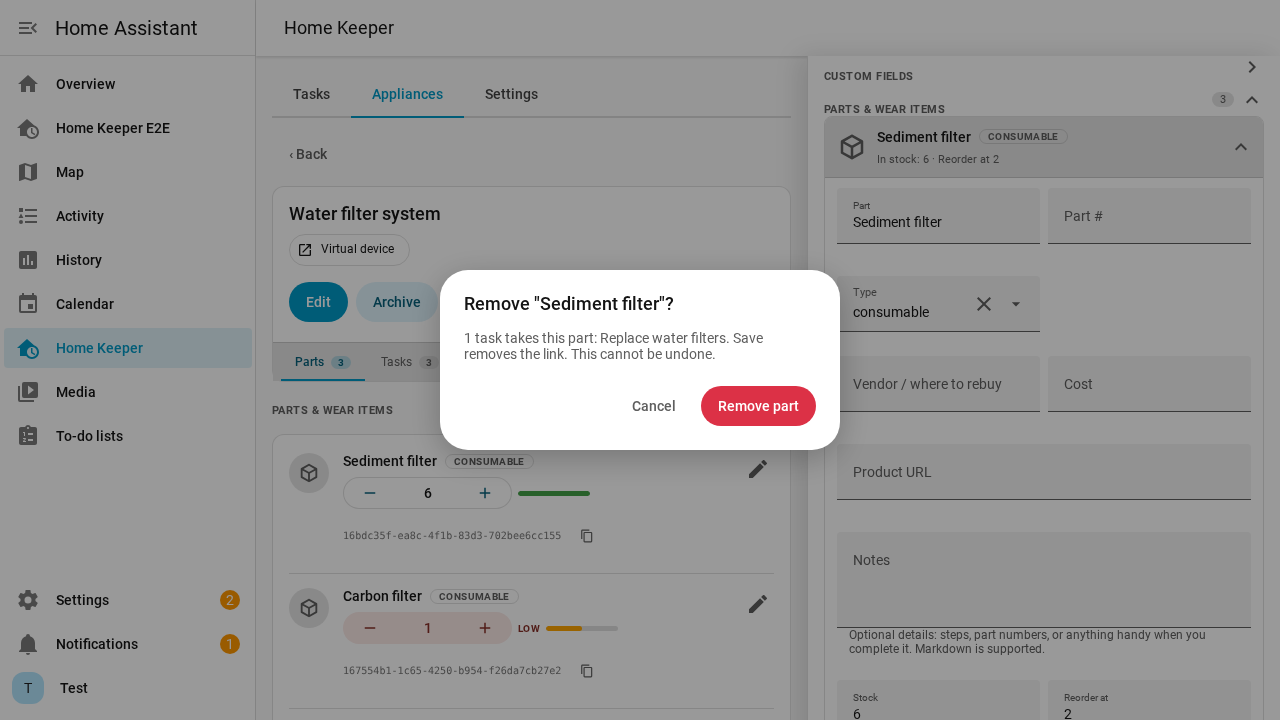 Home Assistant
Overview
Home Keeper E2E
Map
Activity
History
Calendar
Home Keeper
Media
To-do lists
Settings
2
Notifications
1
T
Test
Home Keeper
Tasks
Appliances
Settings
‹ Back
Water filter system
Virtual device
Edit
Archive
Parts 3
Tasks 3
PARTS & WEAR ITEMS
Sediment filter CONSUMABLE
6
16bdc35f-ea8c-4f1b-83d3-702bee6cc155
Carbon filter CONSUMABLE
1
LOW
167554b1-1c65-4250-b954-f26da7cb27e2
Remove "Sediment filter"?
1 task takes this part: Replace water filters. Save
removes the link. This cannot be undone.
Cancel
Remove part
CUSTOM FIELDS
PARTS & WEAR ITEMS
3
Sediment filter CONSUMABLE
In stock: 6 · Reorder at 2
Part
Sediment filter
Part #
Type
consumable
Vendor / where to rebuy
Cost
Product URL
Notes
Optional details: steps, part numbers, or anything handy when you
complete it. Markdown is supported.
Stock
6
Reorder at
2